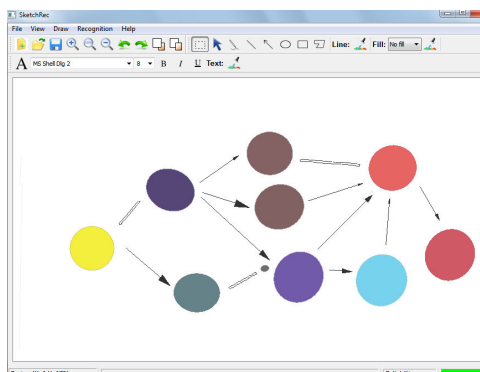 SketchRec
File View Draw Recognition Help
Line: Fill: No fill
A MS Shell Dlg 2 8 B I U Text: